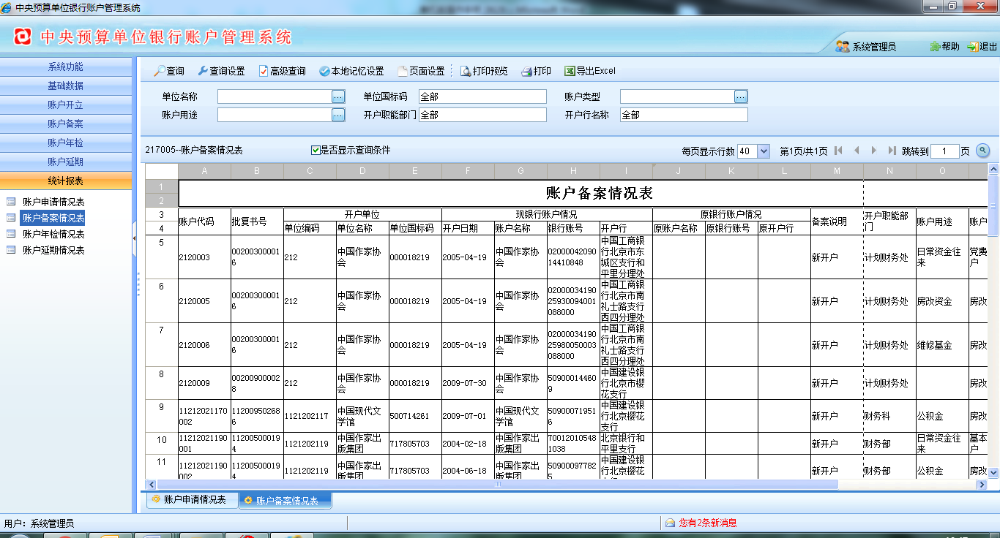 中央预算单位银行账户管理系统
中央预算单位银行账户管理系统
系统管理员 帮助 退出
系统功能
基础数据
账户开立
账户备案
账户年检
账户延期
统计报表
账户申请情况表
账户备案情况表
账户年检情况表
账户延期情况表
查询 查询设置 高级查询 本地记忆设置 页面设置 打印预览 打印 导出Excel
单位名称 单位国标码 全部 账户类型
账户用途 开户职能部门 全部 开户行名称 全部
217005--账户备案情况表 是否显示查询条件 每页显示行数 40 第1页/共1页 跳转到 1 页
A B C D E F G H I J K L M N O
1
2
账户备案情况表
3 账户代码 批复书号 开户单位 现银行账户情况 原银行账户情况 备案说明 开户职能部门 账户用途 账户
4 单位编码 单位名称 单位国标码 开户日期 账户名称 银行账号 开户行 原账户名称 原银行账号 原开户行
5 2120003 002003000016 212 中国作家协会 000018219 2005-04-19 中国作家协会 0200004209014410848 中国工商银行北京市东城区支行和平里分理处 新开户 计划财务处 日常资金往来 党费户
6 2120005 002003000016 212 中国作家协会 000018219 2005-04-19 中国作家协会 0200003419025930094001088000 中国工商银行北京市南礼士路支行西四分理处 新开户 计划财务处 房改资金 房改
7 2120006 002003000016 212 中国作家协会 000018219 2005-04-19 中国作家协会 0200003419025980050003088000 中国工商银行北京市南礼士路支行西四分理处 新开户 计划财务处 维修基金 房改
8 2120009 002009000028 212 中国作家协会 000018219 2009-07-30 中国作家协会 509000144609 中国建设银行北京市樱花支行 新开户 计划财务处 房改
9 11212021170002 112009502686 1121202117 中国现代文学馆 500714261 2009-07-01 中国现代文学馆 509000719516 中国建设银行北京樱花支行 新开户 财务科 公积金 房改
10 11212021190001 112005000194 1121202119 中国作家出版集团 717805703 2004-02-18 中国作家出版集团 700120105481038 北京银行和平里支行 新开户 财务部 日常资金往来 基本户
11 11212021190002 112005000194 1121202119 中国作家出版集团 717805703 2004-06-18 中国作家出版集团 509000977825 中国建设银行北京樱花 新开户 财务部 公积金 房改
账户申请情况表 账户备案情况表
用户：系统管理员 您有2条新消息